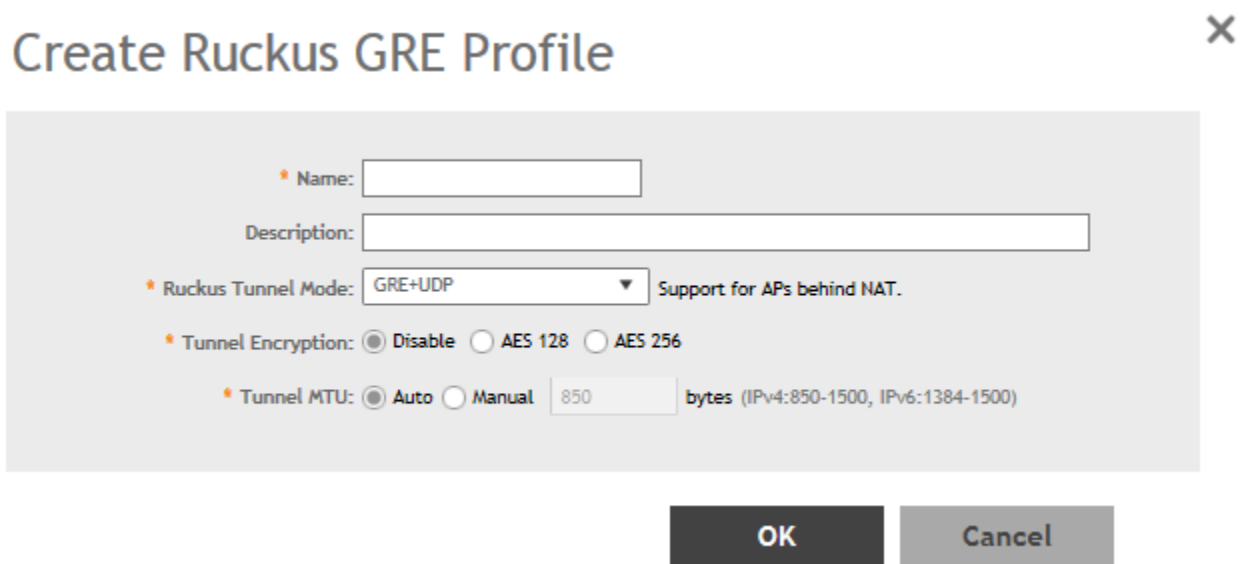 Create Ruckus GRE Profile
* Name:
Description:
* Ruckus Tunnel Mode: GRE+UDP Support for APs behind NAT.
* Tunnel Encryption: Disable AES 128 AES 256
* Tunnel MTU: Auto Manual 850 bytes (IPv4:850-1500, IPv6:1384-1500)
OK Cancel